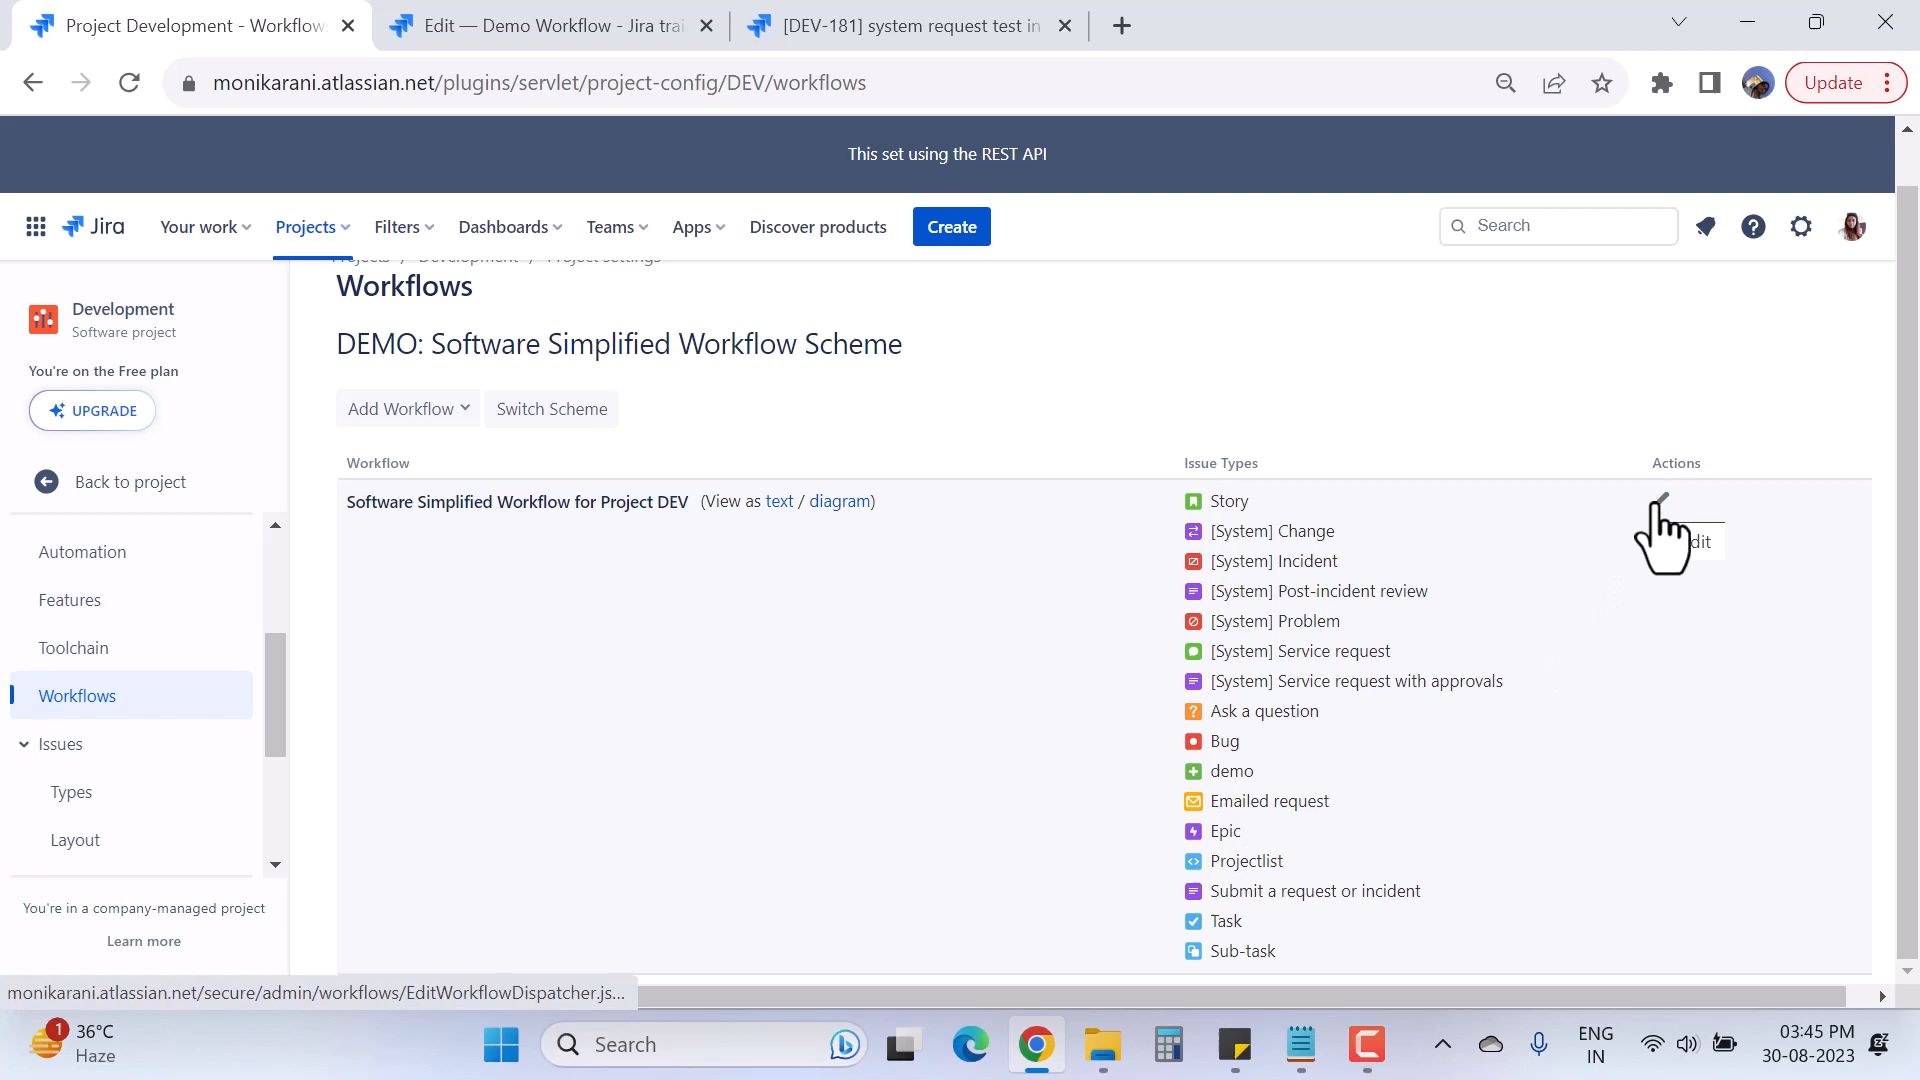 Project Development - Workflow
Edit — Demo Workflow - Jira trai
[DEV-181] system request test in
monikarani.atlassian.net/plugins/servlet/project-config/DEV/workflows
Update
This set using the REST API
Jira
Your work
Projects
Filters
Dashboards
Teams
Apps
Discover products
Create
Search
Projects / Development / Project settings
Workflows
Development
Software project
You're on the Free plan
UPGRADE
Back to project
Automation
Features
Toolchain
Workflows
Issues
Types
Layout
You're in a company-managed project
Learn more
DEMO: Software Simplified Workflow Scheme
Add Workflow
Switch Scheme
Workflow
Issue Types
Actions
Software Simplified Workflow for Project DEV (View as text / diagram)
Story
[System] Change
[System] Incident
[System] Post-incident review
[System] Problem
[System] Service request
[System] Service request with approvals
Ask a question
Bug
demo
Emailed request
Epic
Projectlist
Submit a request or incident
Task
Sub-task
dit
monikarani.atlassian.net/secure/admin/workflows/EditWorkflowDispatcher.js...
1
36°C
Haze
Search
ENG
IN
03:45 PM
30-08-2023